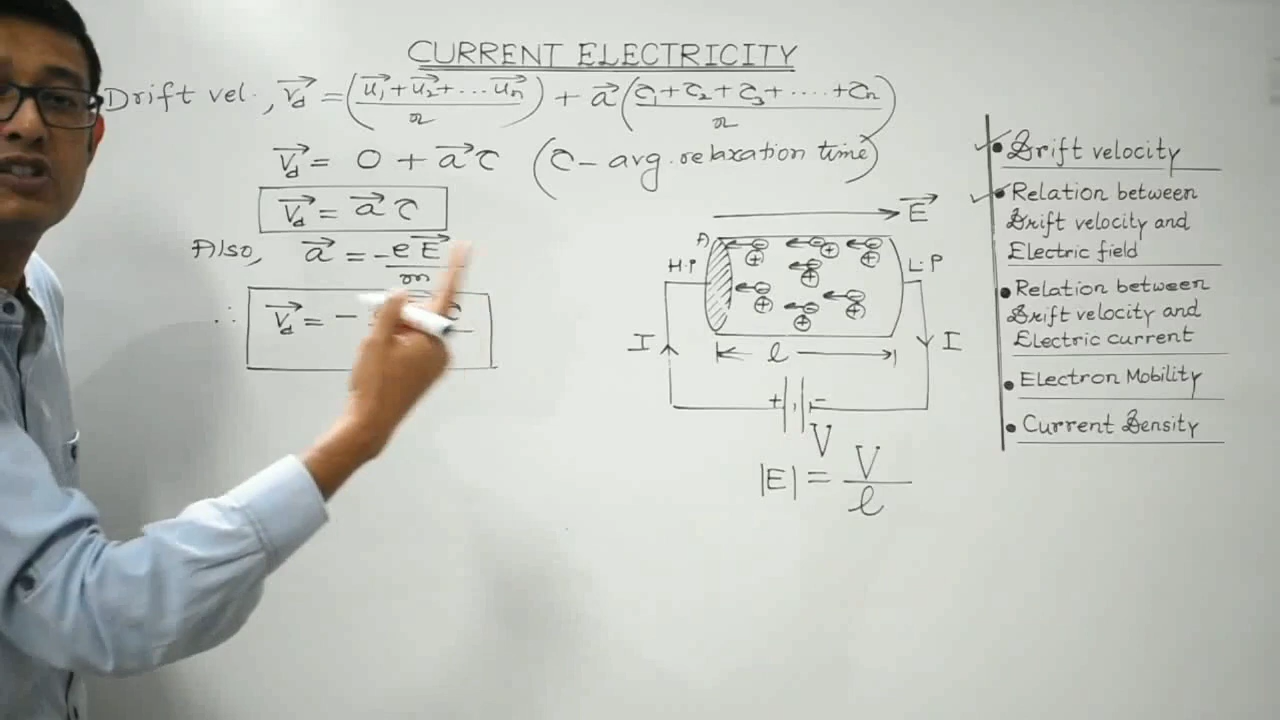 CURRENT ELECTRICITY
Drift vel., v⃗d = (u⃗1 + u⃗2 + ... u⃗n / n) + a⃗ (τ1 + τ2 + τ3 + .... + τn / n)
v⃗d = 0 + a⃗ τ (τ - avg. relaxation time)
v⃗d = a⃗ τ
Also, a⃗ = -eE⃗ / m
∴ v⃗d = -
E⃗
A
H.P
L.P
I
l
I
+ -
V
|E| = V / l
Drift velocity
Relation between
Drift velocity and
Electric field
Relation between
Drift velocity and
Electric current
Electron Mobility
Current Density